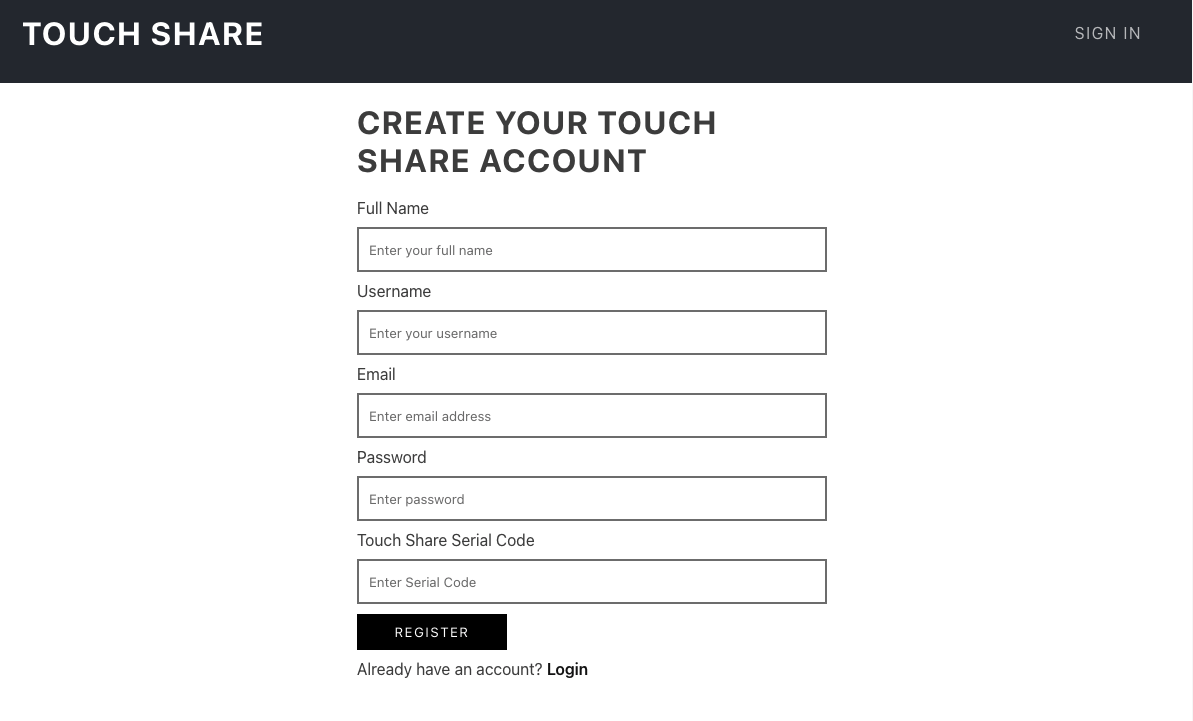 TOUCH SHARE
SIGN IN
CREATE YOUR TOUCH
SHARE ACCOUNT
Full Name
Enter your full name
Username
Enter your username
Email
Enter email address
Password
Enter password
Touch Share Serial Code
Enter Serial Code
REGISTER
Already have an account? Login